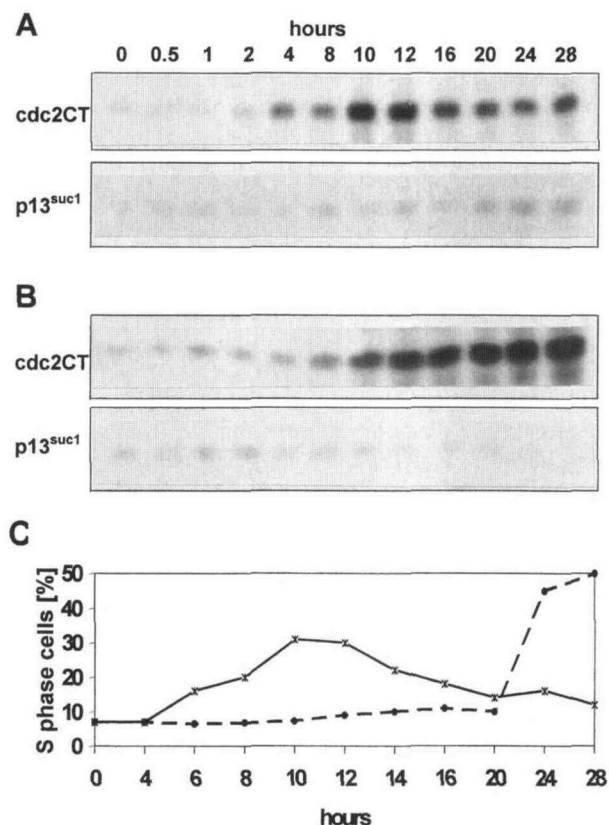 A
hours
0 0.5 1 2 4 8 10 12 16 20 24 28
cdc2CT
p13suc1
B
cdc2CT
p13suc1
C
S phase cells [%]
50
40
30
20
10
0
0 4 6 8 10 12 14 16 20 24 28
hours